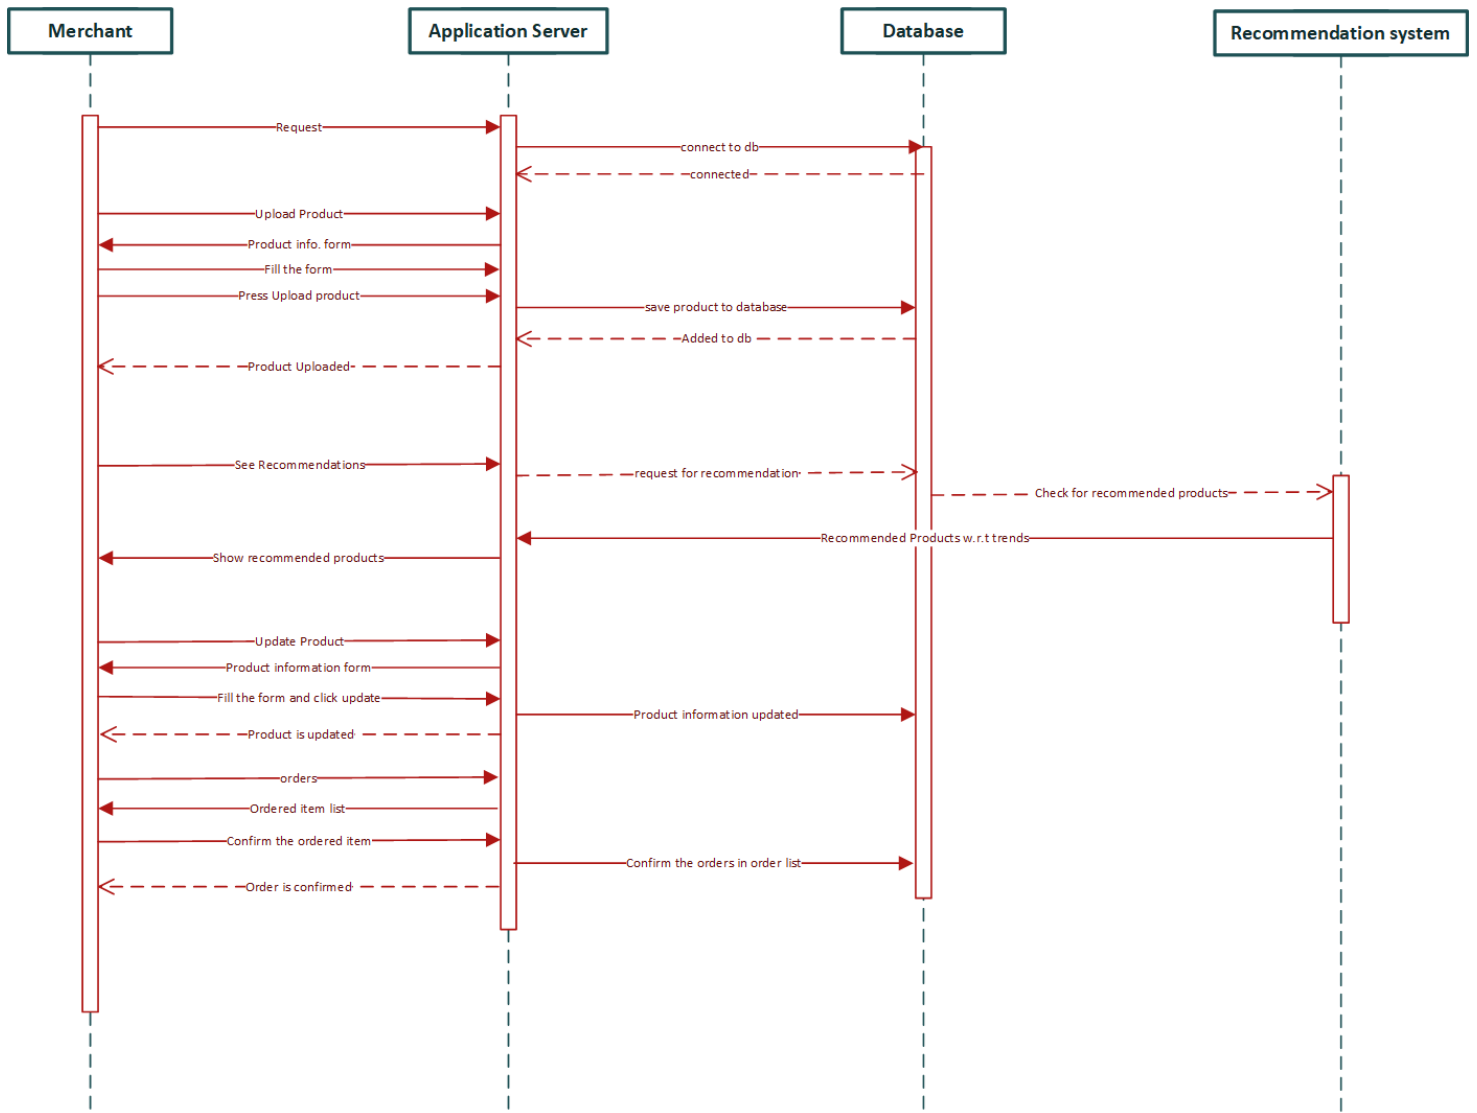 Merchant
Application Server
Database
Recommendation system
Request
connect to db
connected
Upload Product
Product info. form
Fill the form
Press Upload product
save product to database
Added to db
Product Uploaded
See Recommendations
request for recommendation
Check for recommended products
Recommended Products w.r.t trends
Show recommended products
Update Product
Product information form
Fill the form and click update
Product information updated
Product is updated
orders
Ordered item list
Confirm the ordered item
Confirm the orders in order list
Order is confirmed